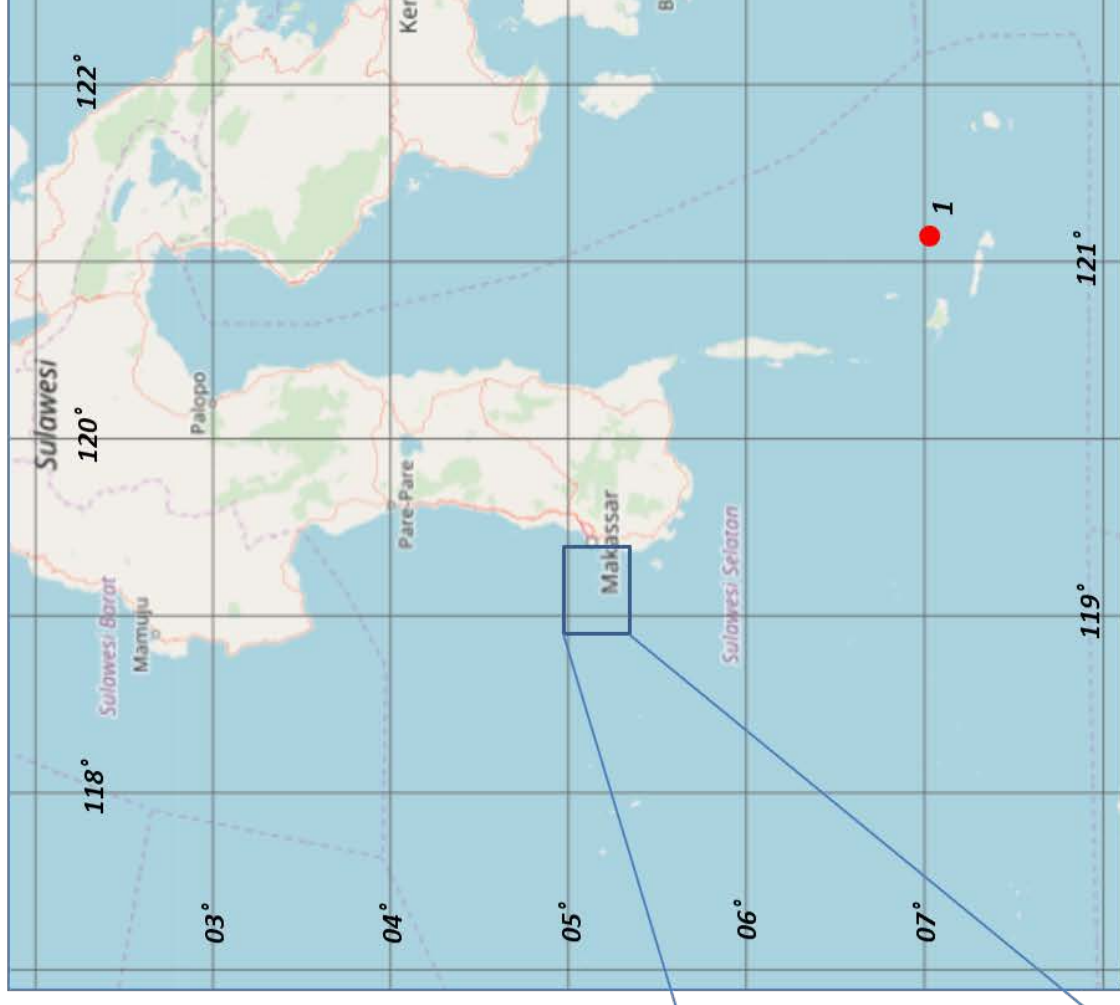 Sulawesi
118°
119°
120°
121°
122°
03°
04°
05°
06°
07°
Sulawesi Barat
Mamuju
Palopo
Pare-Pare
Makassar
Sulawesi Selatan
Ker
B
1